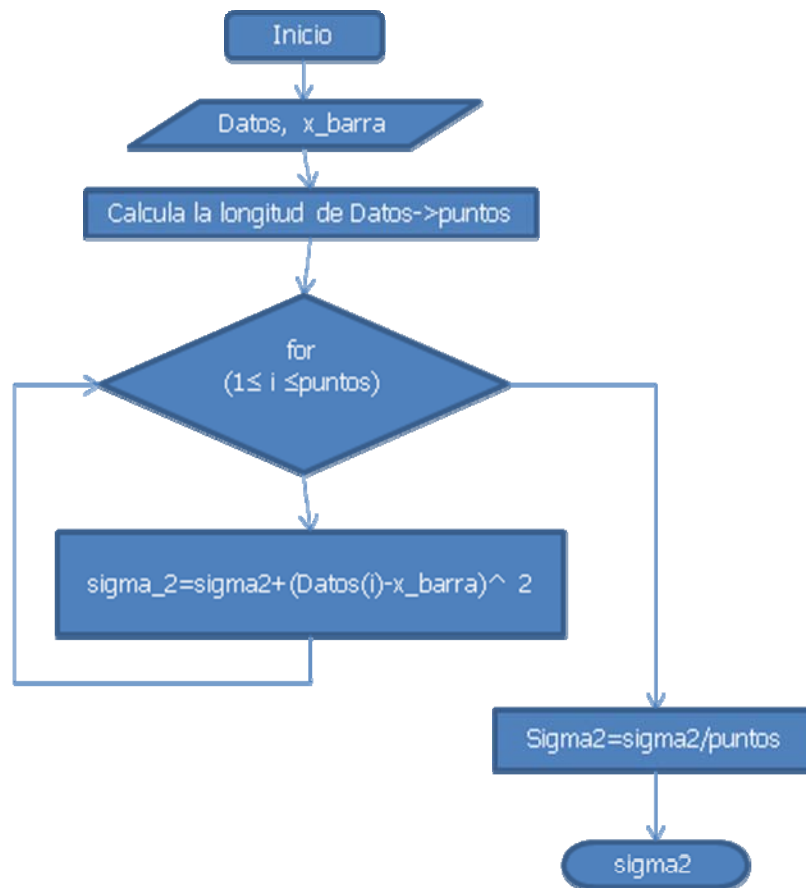 Inicio
Datos, x_barra
Calcula la longitud de Datos->puntos
for
(1≤ i ≤puntos)
sigma_2=sigma2+(Datos(i)-x_barra)^ 2
Sigma2=sigma2/puntos
sigma2